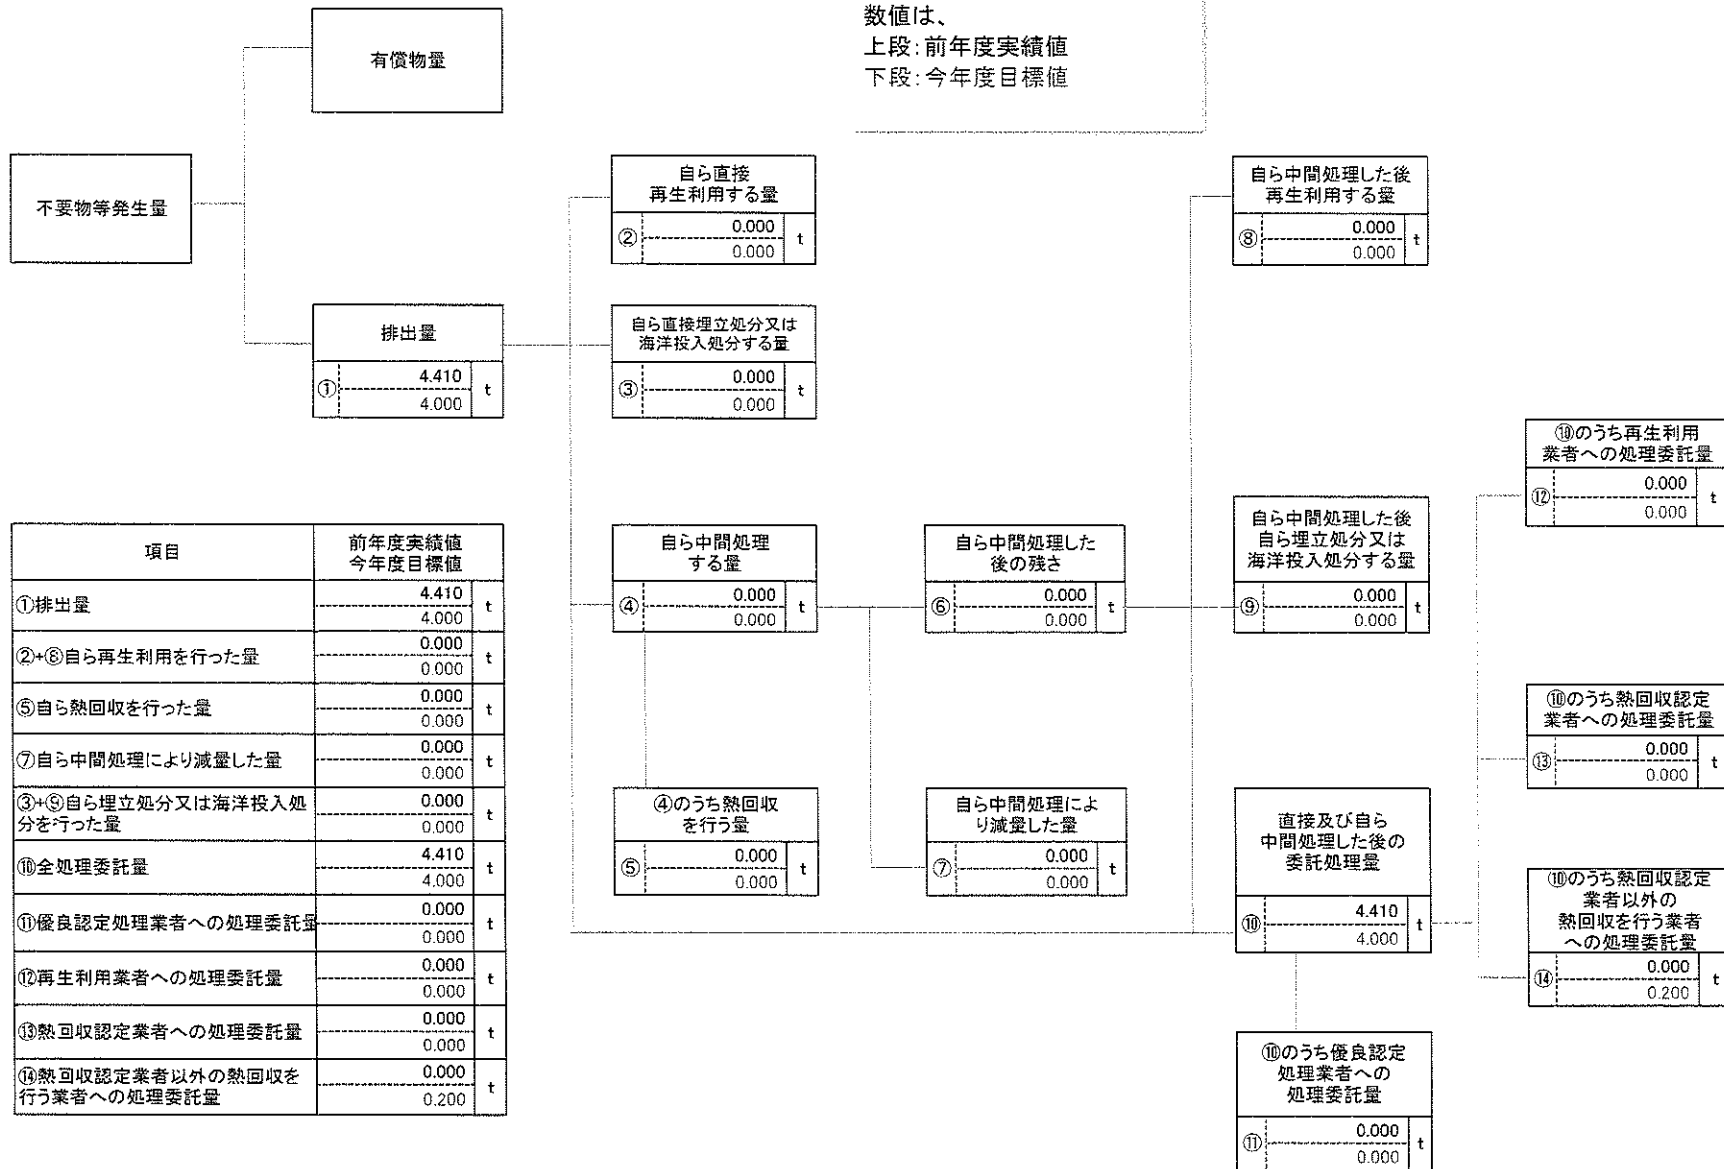 数値は、
上段:前年度実績値
下段:今年度目標値
有償物量
不要物等発生量
排出量
① 4.410 t
4.000
自ら直接
再生利用する量
② 0.000 t
0.000
自ら直接埋立処分又は
海洋投入処分する量
③ 0.000 t
0.000
自ら中間処理した後
再生利用する量
⑧ 0.000 t
0.000
自ら中間処理
する量
④ 0.000 t
0.000
自ら中間処理した
後の残さ
⑥ 0.000 t
0.000
自ら中間処理した後
自ら埋立処分又は
海洋投入処分する量
⑨ 0.000 t
0.000
④のうち熱回収
を行う量
⑤ 0.000 t
0.000
自ら中間処理によ
り減量した量
⑦ 0.000 t
0.000
直接及び自ら
中間処理した後の
委託処理量
⑩ 4.410 t
4.000
⑩のうち優良認定
処理業者への
処理委託量
⑪ 0.000 t
0.000
⑩のうち再生利用
業者への処理委託量
⑫ 0.000 t
0.000
⑩のうち熱回収認定
業者への処理委託量
⑬ 0.000 t
0.000
⑩のうち熱回収認定
業者以外の
熱回収を行う業者
への処理委託量
⑭ 0.000 t
0.200
項目 前年度実績値
今年度目標値
①排出量 4.410 t
4.000
②+⑧自ら再生利用を行った量 0.000 t
0.000
⑤自ら熱回収を行った量 0.000 t
0.000
⑦自ら中間処理により減量した量 0.000 t
0.000
③+⑨自ら埋立処分又は海洋投入処
分を行った量 0.000 t
0.000
⑩全処理委託量 4.410 t
4.000
⑪優良認定処理業者への処理委託量 0.000 t
0.000
⑫再生利用業者への処理委託量 0.000 t
0.000
⑬熱回収認定業者への処理委託量 0.000 t
0.000
⑭熱回収認定業者以外の熱回収を
行う業者への処理委託量 0.000 t
0.200